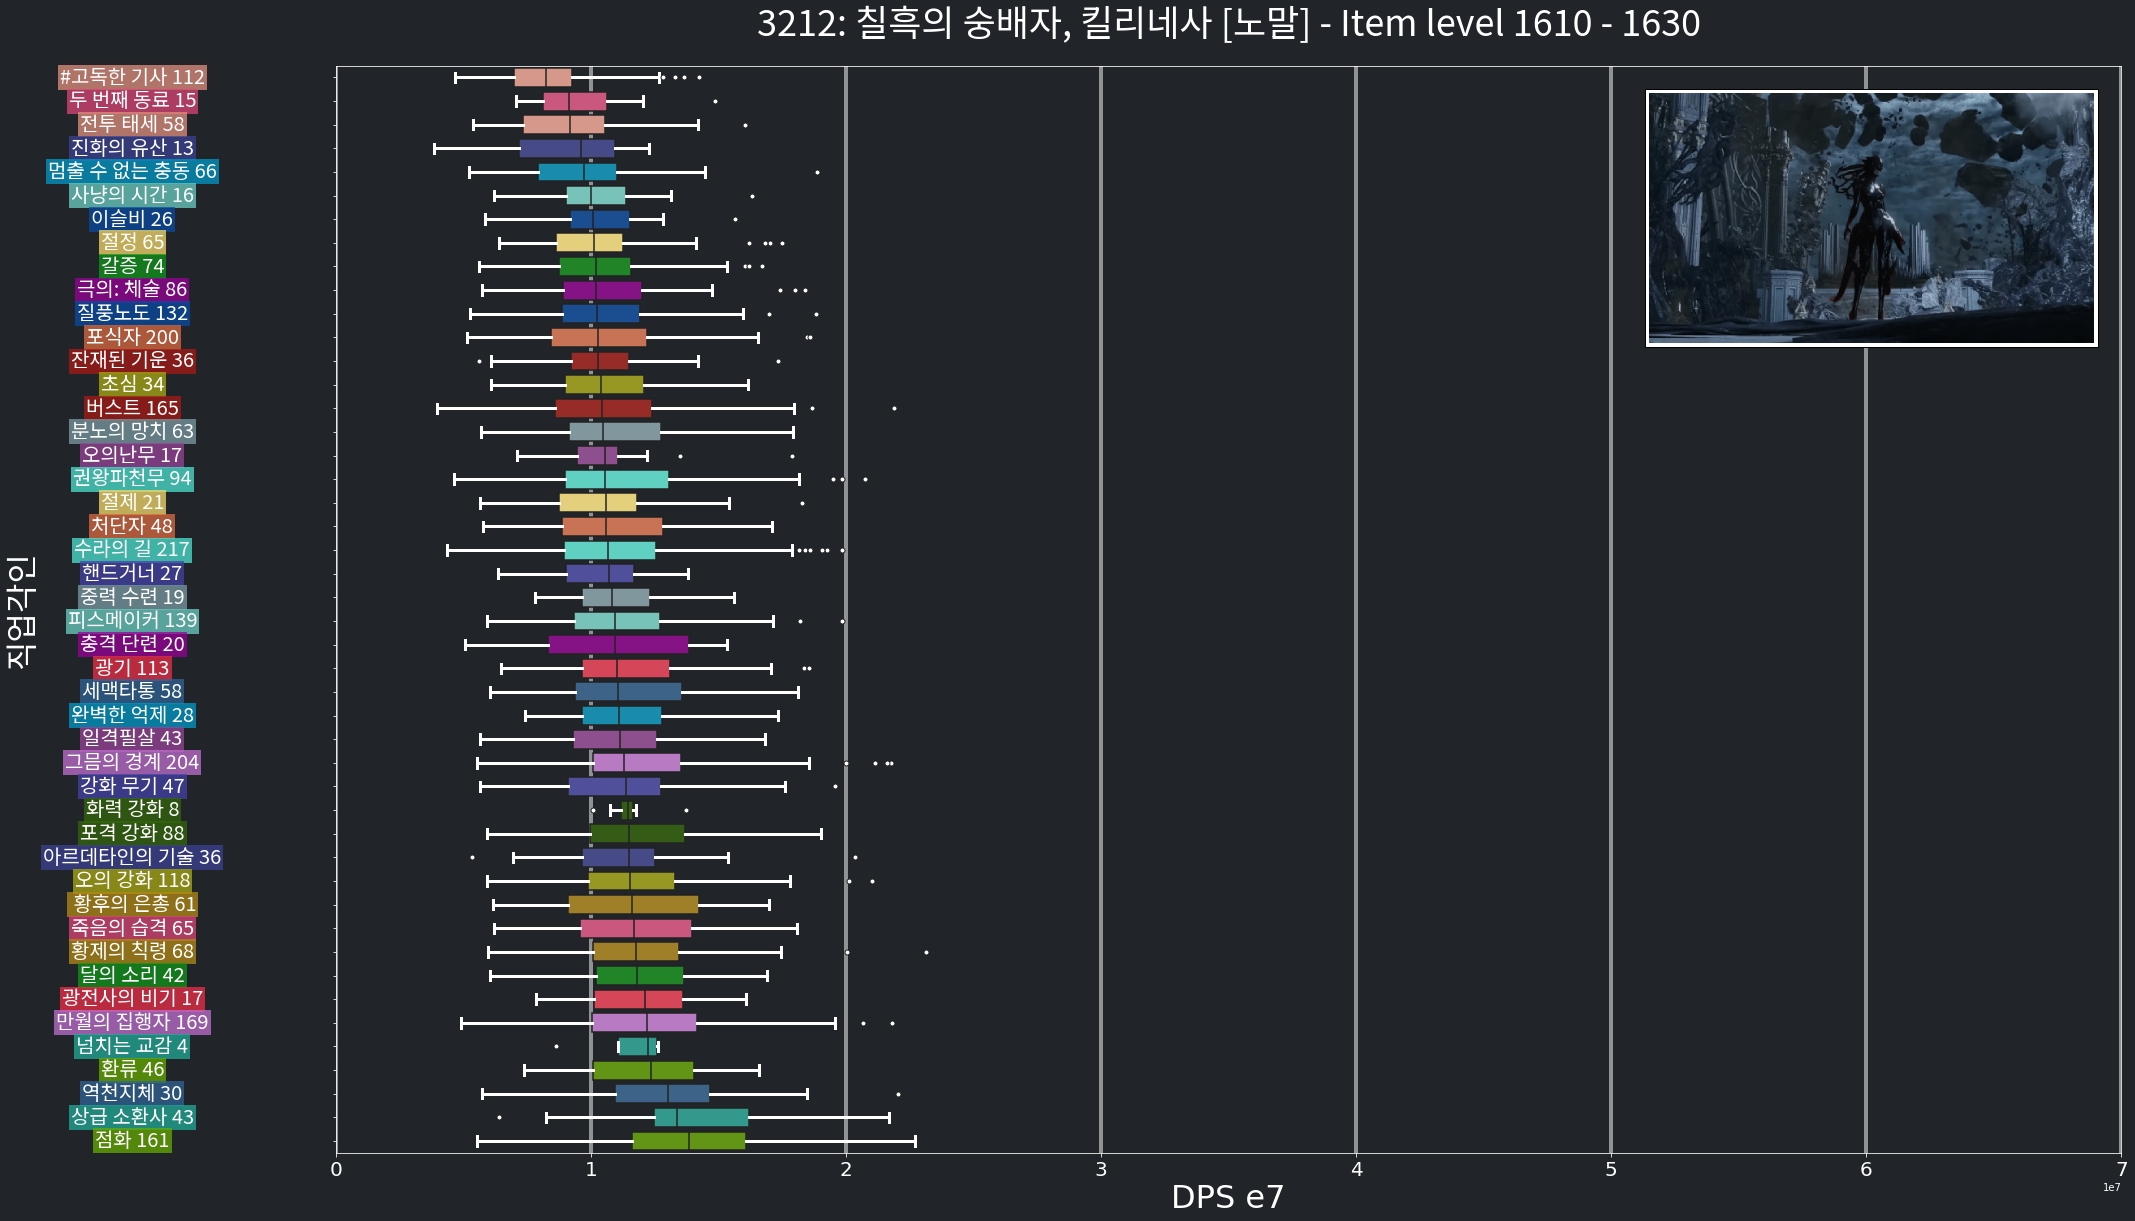 3212: 칠흑의 숭배자, 킬리네사 [노말] - Item level 1610 - 1630
직업각인
#고독한 기사 112
두 번째 동료 15
전투 태세 58
진화의 유산 13
멈출 수 없는 충동 66
사냥의 시간 16
이슬비 26
절정 65
갈증 74
극의: 체술 86
질풍노도 132
포식자 200
잔재된 기운 36
초심 34
버스트 165
분노의 망치 63
오의난무 17
권왕파천무 94
절제 21
처단자 48
수라의 길 217
핸드거너 27
중력 수련 19
피스메이커 139
충격 단련 20
광기 113
세맥타통 58
완벽한 억제 28
일격필살 43
그믐의 경계 204
강화 무기 47
화력 강화 8
포격 강화 88
아르데타인의 기술 36
오의 강화 118
황후의 은총 61
죽음의 습격 65
황제의 칙령 68
달의 소리 42
광전사의 비기 17
만월의 집행자 169
넘치는 교감 4
환류 46
역천지체 30
상급 소환사 43
점화 161
0 1 2 3 4 5 6 7
1e7
DPS e7